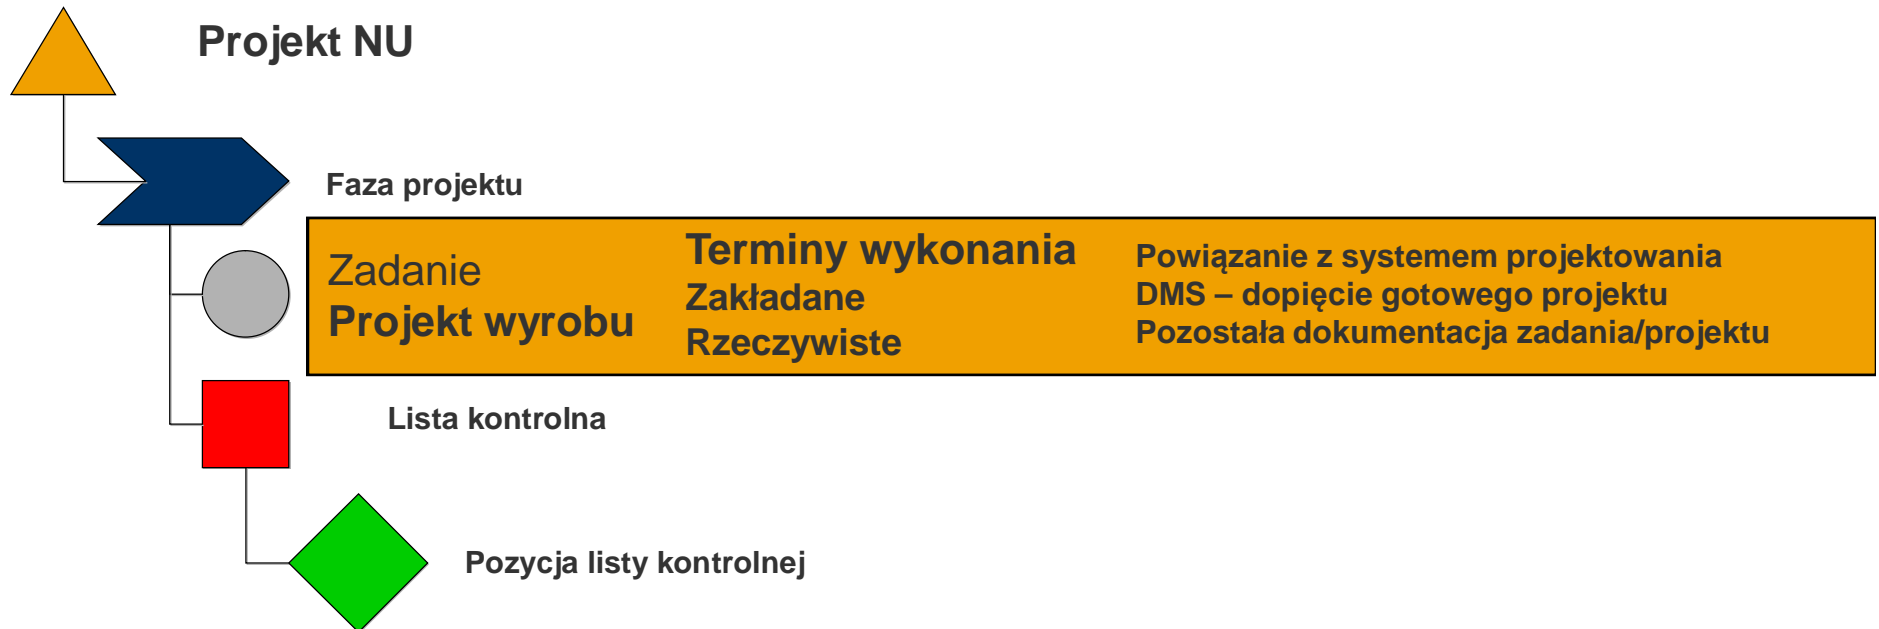 Projekt NU
Faza projektu
Zadanie
Projekt wyrobu
Terminy wykonania
Zakładane
Rzeczywiste
Powiązanie z systemem projektowania
DMS – dopięcie gotowego projektu
Pozostała dokumentacja zadania/projektu
Lista kontrolna
Pozycja listy kontrolnej